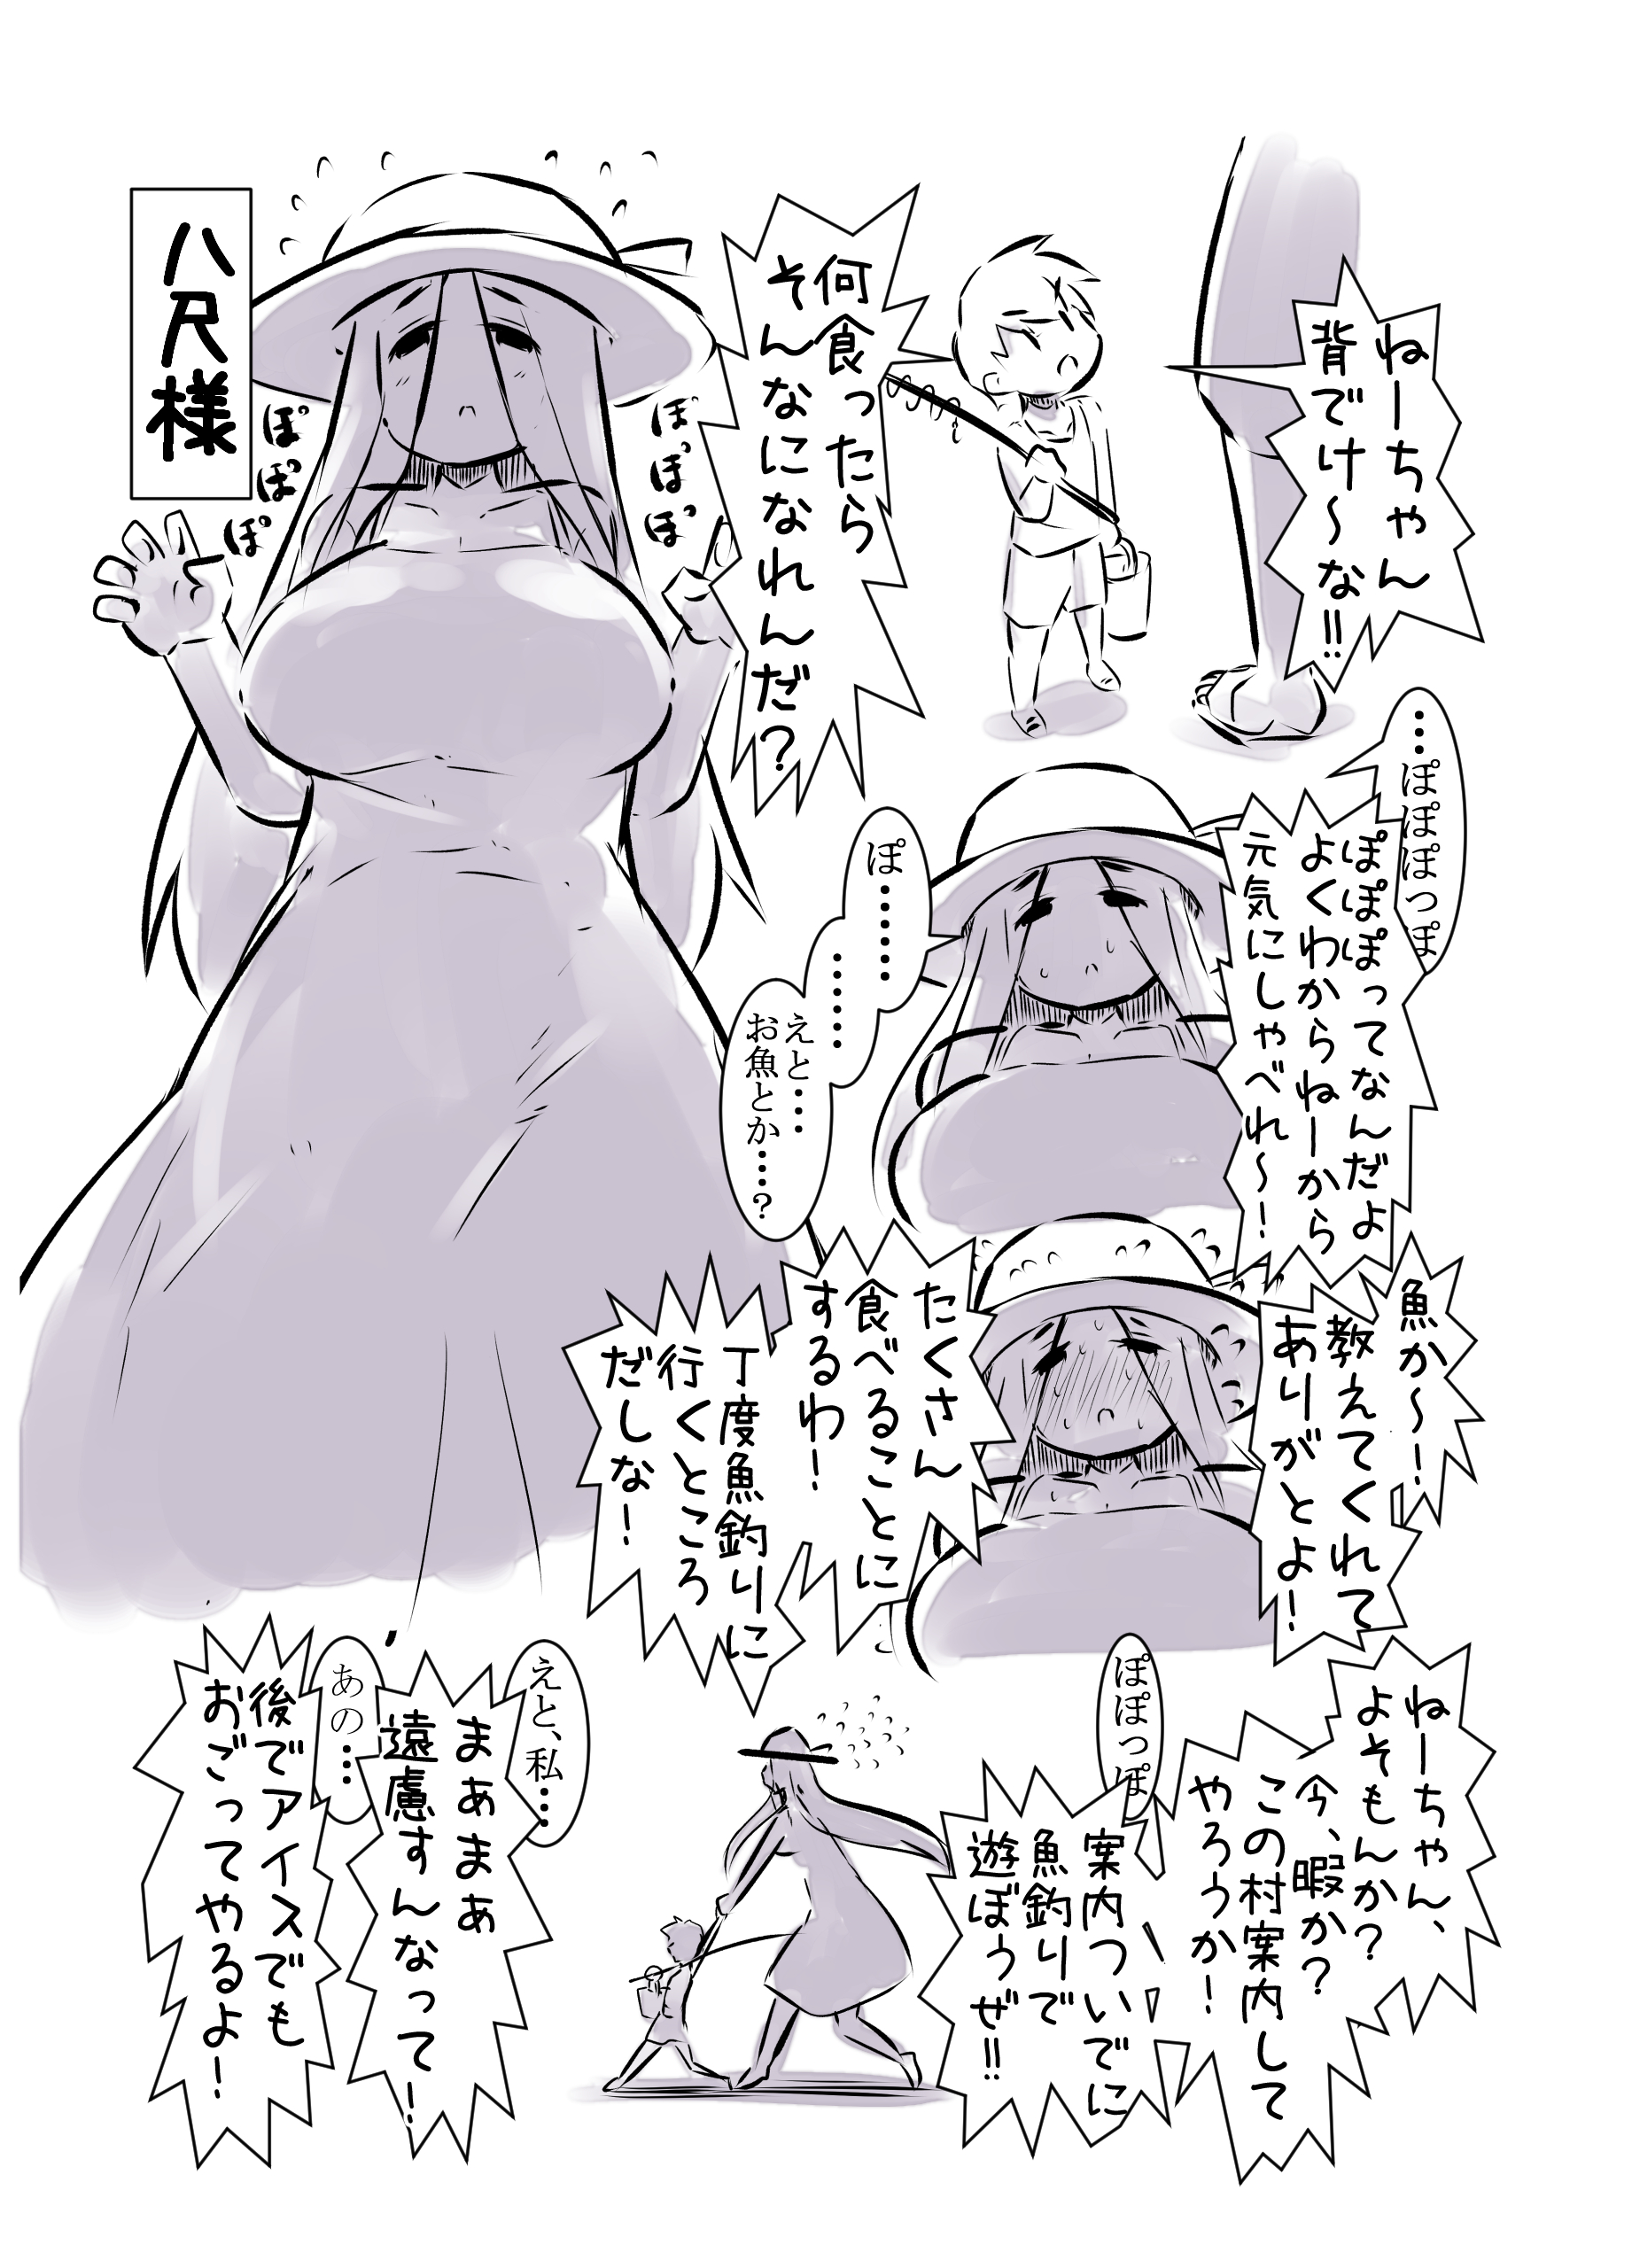 ねーちゃん
背でけ～な!!
何食ったら
そんなになれんだ?
八尺様
ぽっぽっぽっ
ぽぽぽ
…ぽぽぽっぽ
ぽぽぽってなんだよ
よくわからねーから
元気にしゃべれ～!
ぽ………
………
えと……
お魚とか……?
魚か～!
教えてくれて
ありがとよ!
たくさん
食べることに
するわ!
丁度魚釣りに
行くところ
だしな!
ねーちゃん、
よそもんか?
今、暇か?
この村案内して
やろうか!
ぽぽっぽ
案内ついでに
魚釣りで
遊ぼうぜ!!
えと、私…
まぁまぁ
遠慮すんなって!
あの…
後でアイスでも
おごってやるよ!